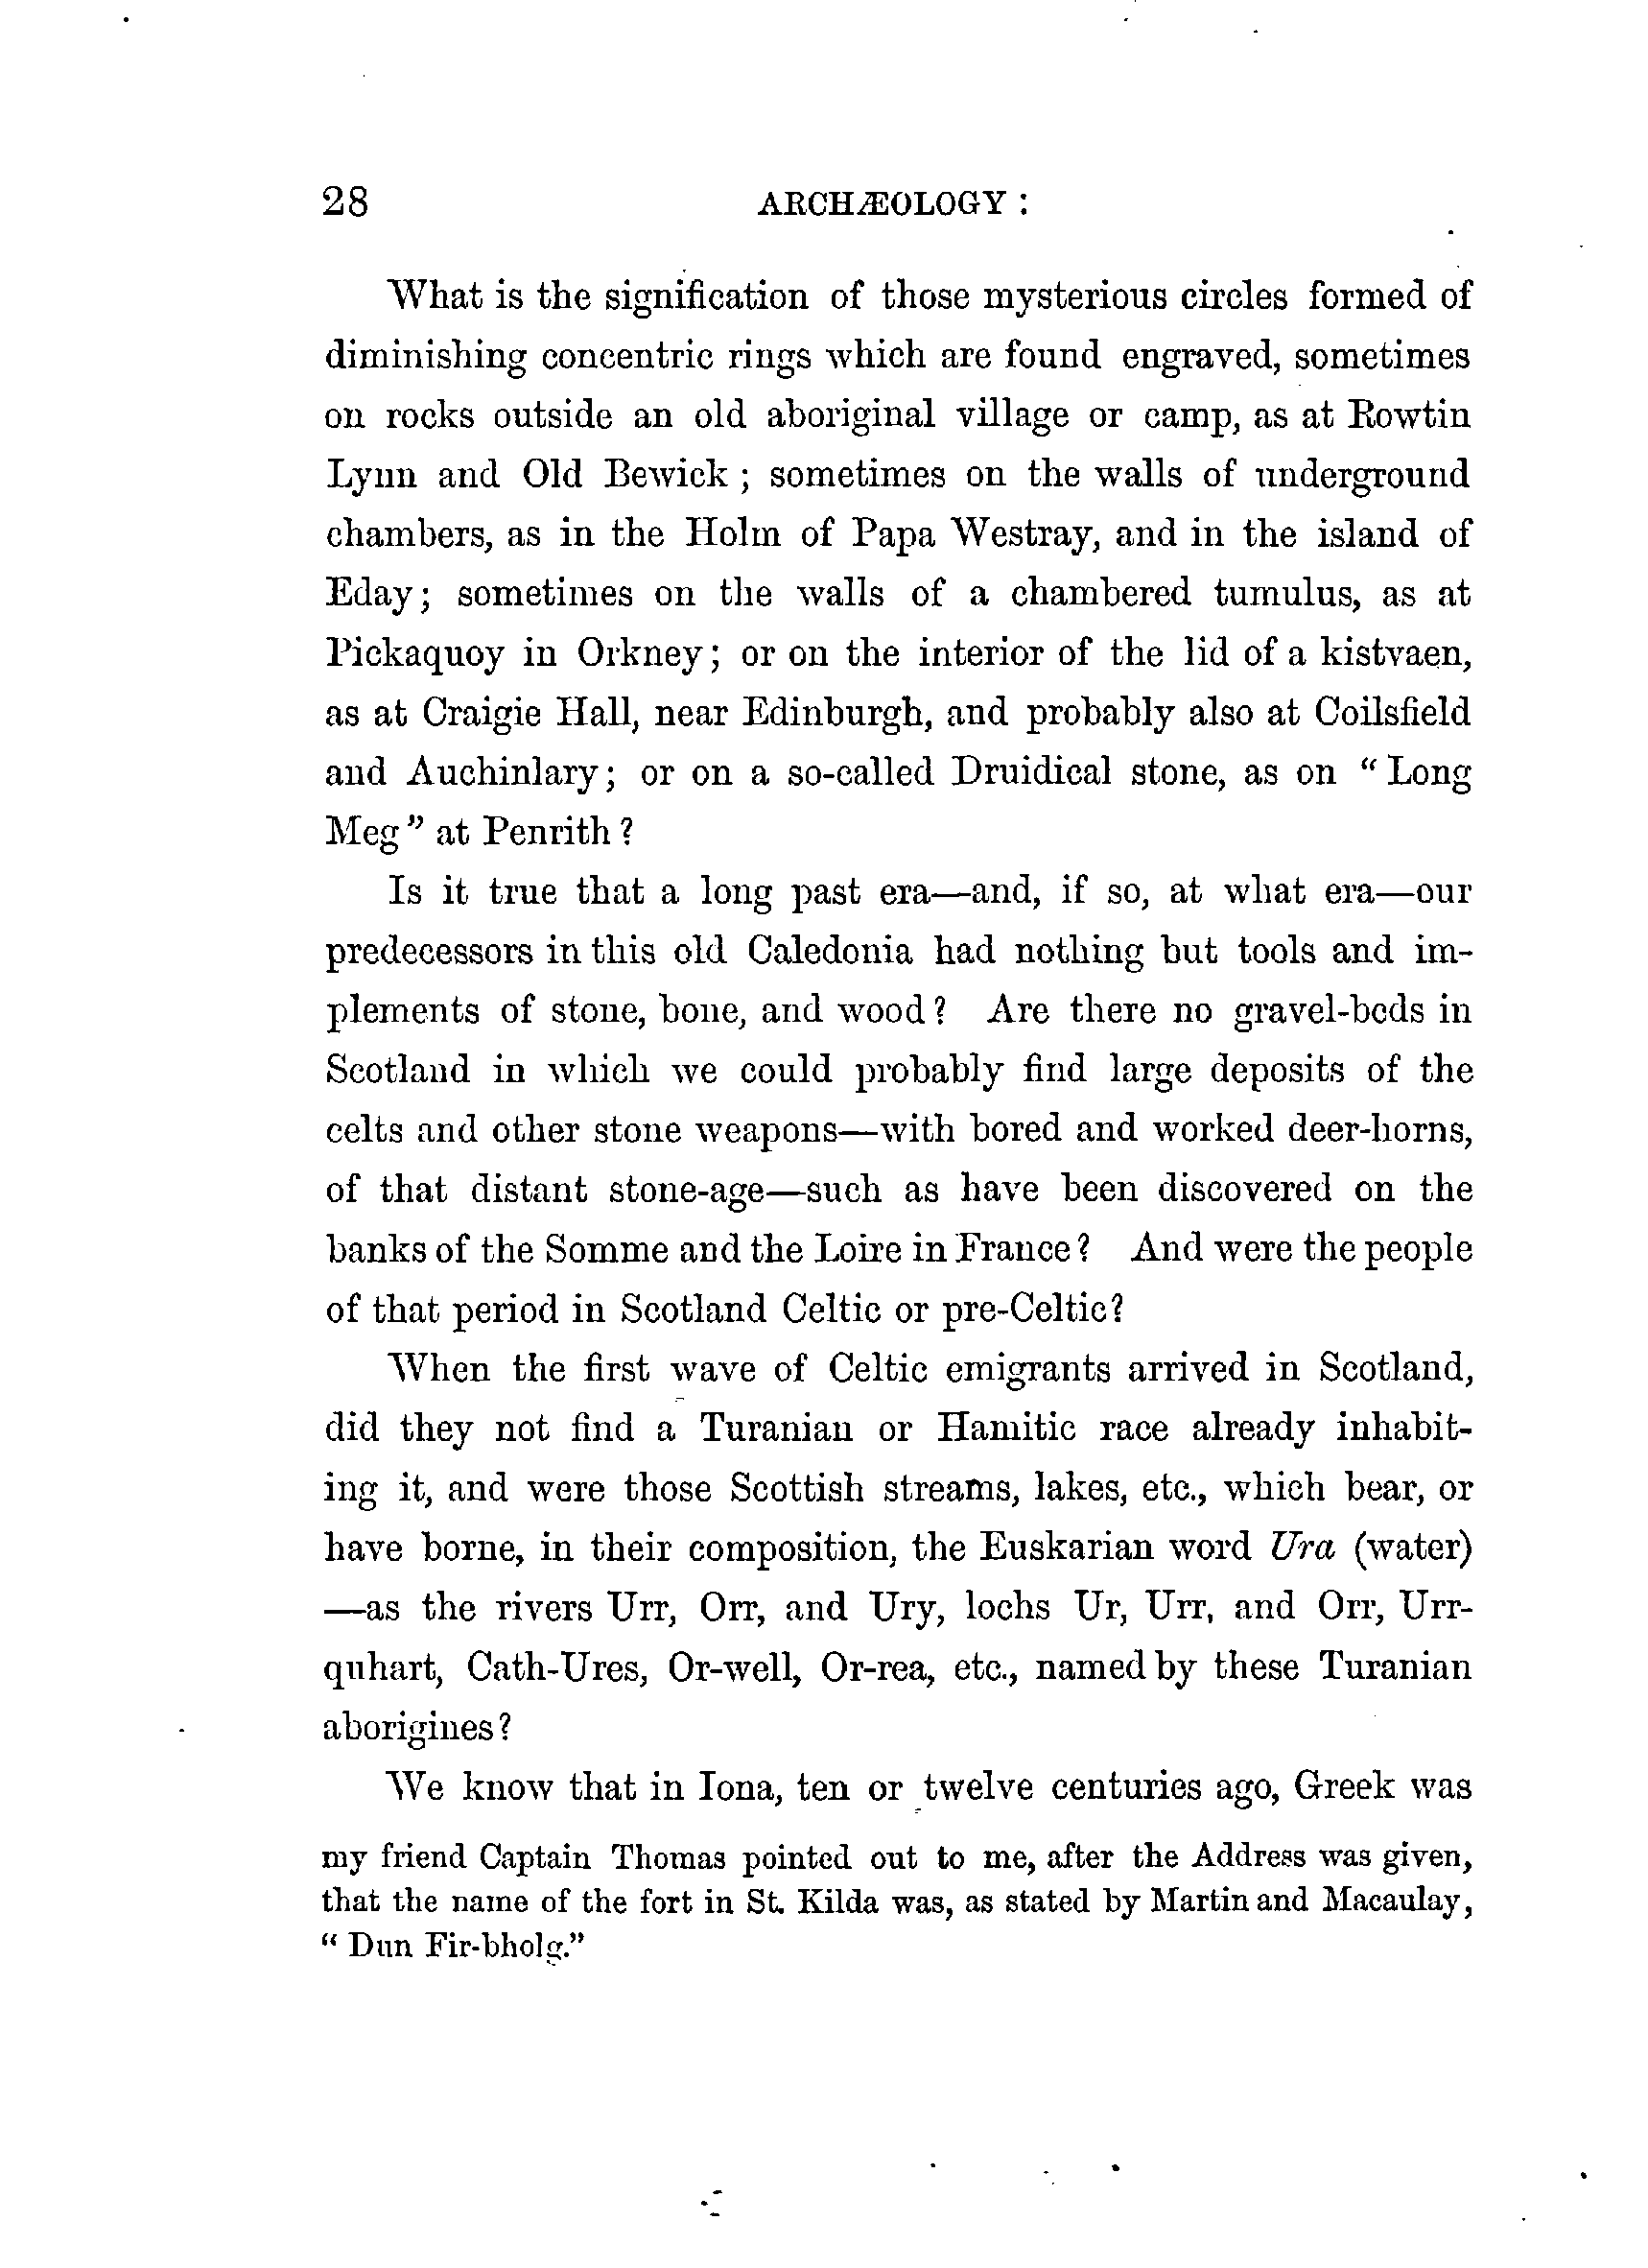 28 ARCHÆOLOGY :
What is the signification of those mysterious circles formed of
diminishing concentric rings which are found engraved, sometimes
on rocks outside an old aboriginal village or camp, as at Rowtin
Lynn and Old Bewick ; sometimes on the walls of underground
chambers, as in the Holm of Papa Westray, and in the island of
Eday; sometimes on the walls of a chambered tumulus, as at
Pickaquoy in Orkney; or on the interior of the lid of a kistvaen,
as at Craigie Hall, near Edinburgh, and probably also at Coilsfield
and Auchinlary; or on a so-called Druidical stone, as on “ Long
Meg ” at Penrith ?
Is it true that a long past era—and, if so, at what era—our
predecessors in this old Caledonia had nothing but tools and im-
plements of stone, bone, and wood ? Are there no gravel-beds in
Scotland in which we could probably find large deposits of the
celts and other stone weapons—with bored and worked deer-horns,
of that distant stone-age—such as have been discovered on the
banks of the Somme and the Loire in France ? And were the people
of that period in Scotland Celtic or pre-Celtic?
When the first wave of Celtic emigrants arrived in Scotland,
did they not find a Turanian or Hamitic race already inhabit-
ing it, and were those Scottish streams, lakes, etc., which bear, or
have borne, in their composition, the Euskarian word Ura (water)
—as the rivers Urr, Orr, and Ury, lochs Ur, Urr, and Orr, Urr-
quhart, Cath-Ures, Or-well, Or-rea, etc., named by these Turanian
aborigines ?
We know that in Iona, ten or twelve centuries ago, Greek was
my friend Captain Thomas pointed out to me, after the Address was given,
that the name of the fort in St. Kilda was, as stated by Martin and Macaulay,
“ Dun Fir-bholg.”